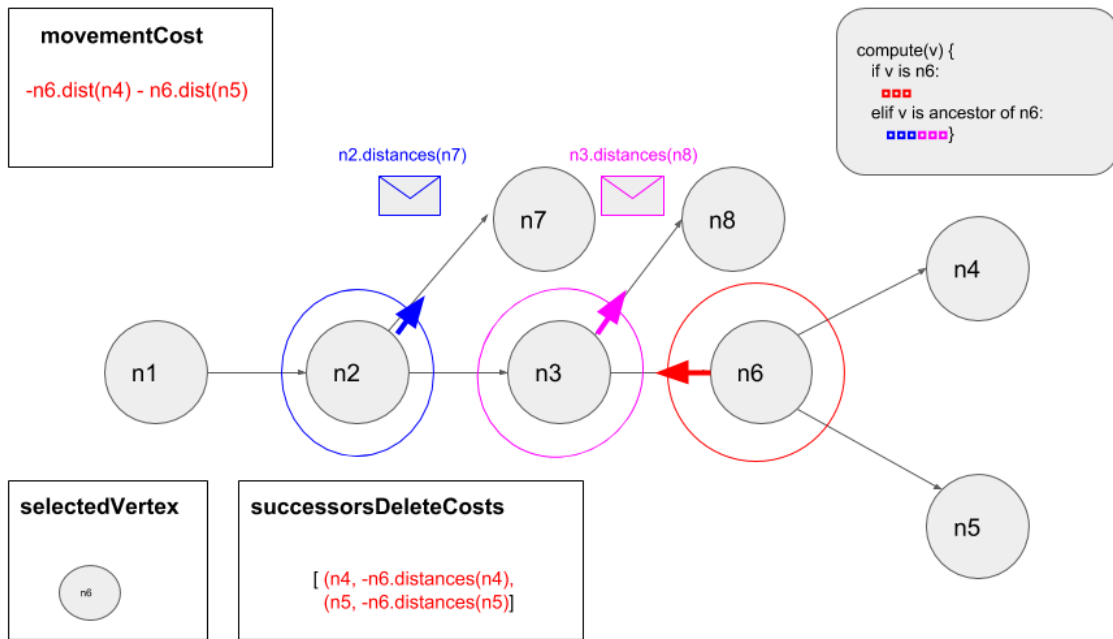 movementCost
-n6.dist(n4) - n6.dist(n5)
compute(v) {
if v is n6:
elif v is ancestor of n6:
}
n2.distances(n7)
n3.distances(n8)
n7
n8
n4
n1
n2
n3
n6
n5
selectedVertex
n6
successorsDeleteCosts
[ (n4, -n6.distances(n4),
(n5, -n6.distances(n5)]